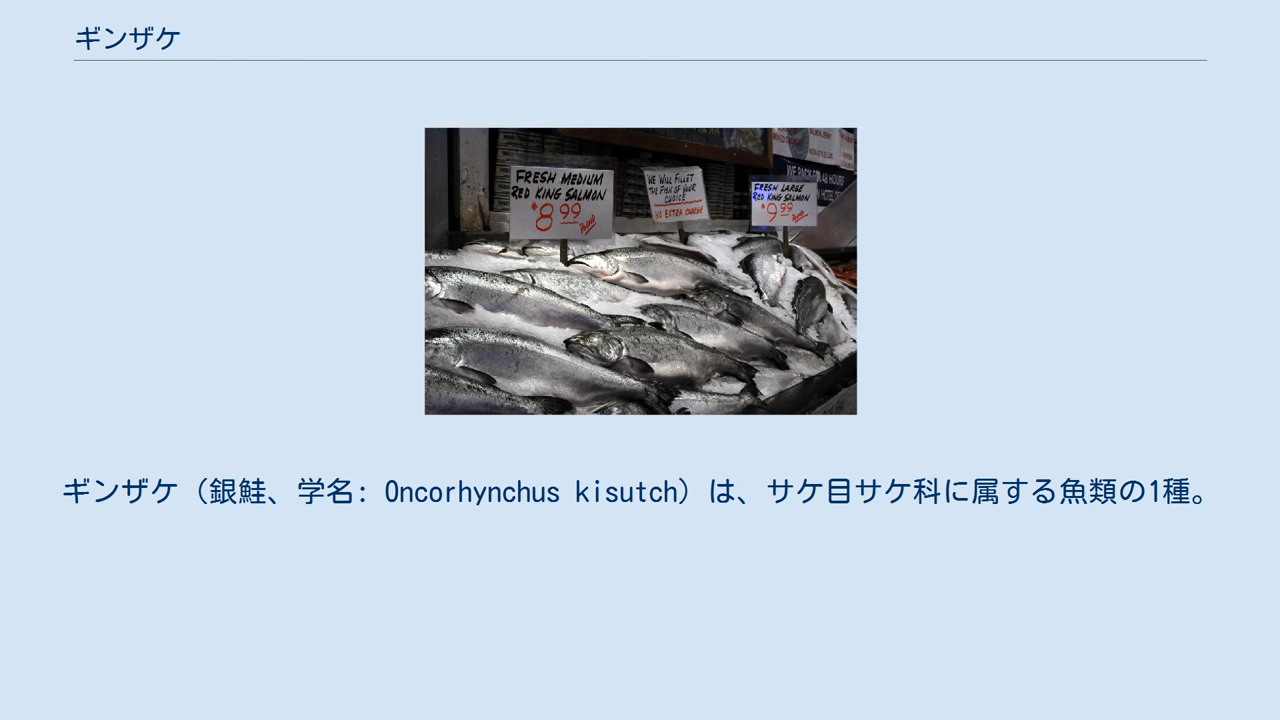 ギンザケ
FRESH MEDIUM
RED KING SALMON
$8.99
POUND
WE WILL FILLET
THE FISH OF YOUR
CHOICE
NO EXTRA CHARGE
FRESH LARGE
RED KING SALMON
$9.99
POUND
ギンザケ（銀鮭、学名: Oncorhynchus kisutch）は、サケ目サケ科に属する魚類の1種。